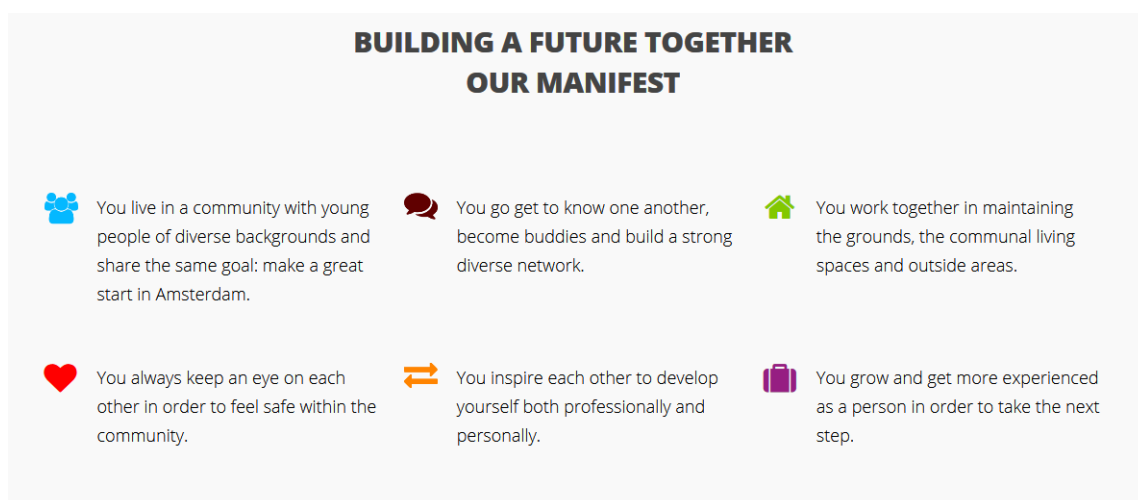 BUILDING A FUTURE TOGETHER
OUR MANIFEST
You live in a community with young
people of diverse backgrounds and
share the same goal: make a great
start in Amsterdam.
You go get to know one another,
become buddies and build a strong
diverse network.
You work together in maintaining
the grounds, the communal living
spaces and outside areas.
You always keep an eye on each
other in order to feel safe within the
community.
You inspire each other to develop
yourself both professionally and
personally.
You grow and get more experienced
as a person in order to take the next
step.